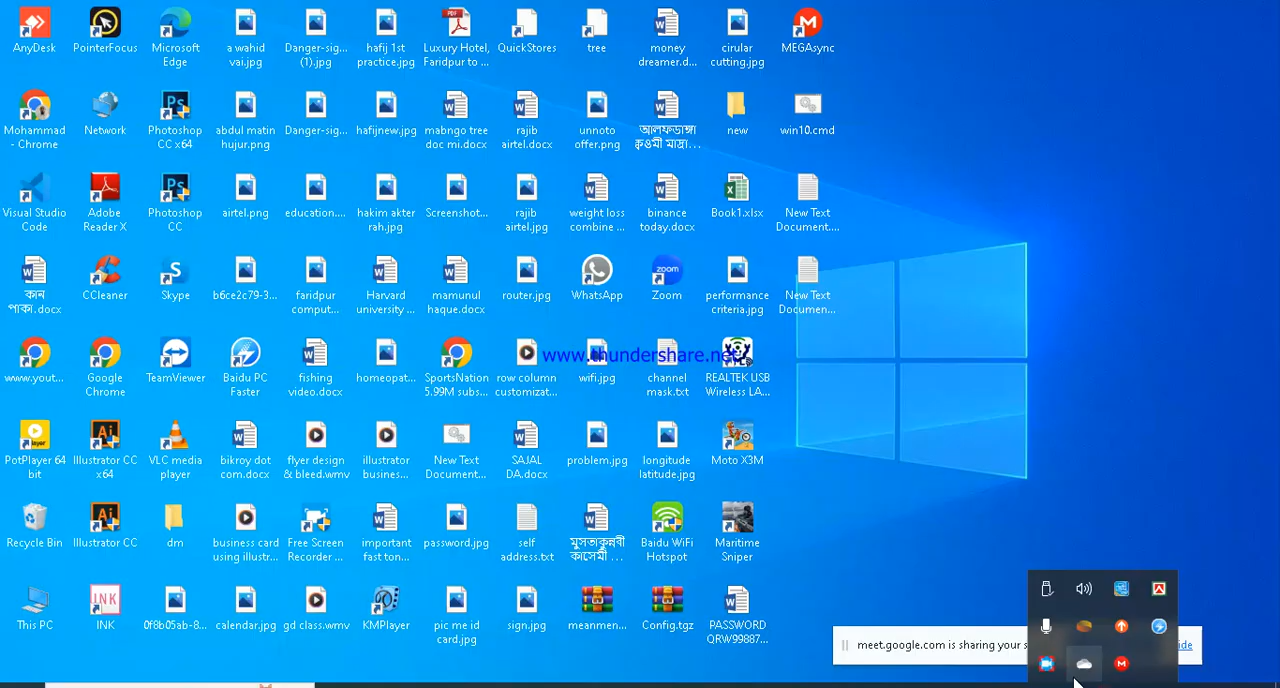 AnyDesk
PointerFocus
Microsoft
Edge
a wahid
vai.jpg
Danger-sig...
(1).jpg
hafij 1st
practice.jpg
Luxury Hotel,
Faridpur to ...
QuickStores
tree
money
dreamer.d...
cirular
cutting.jpg
MEGAsync
Mohammad
- Chrome
Network
Photoshop
CC x64
abdul matin
hujur.png
Danger-sig...
hafijnew.jpg
mabngo tree
doc mi.docx
rajib
airtel.docx
unnoto
offer.png
আলফাডাঙ্গা
ক্বওমী মাদ্রা...
new
win10.cmd
Visual Studio
Code
Adobe
Reader X
Photoshop
CC
airtel.png
education....
hakim akter
rah.jpg
Screenshot...
rajib
airtel.jpg
weight loss
combine ...
binance
today.docx
Book1.xlsx
New Text
Document....
কান
পাকা.docx
CCleaner
Skype
b6ce2c79-3...
faridpur
comput...
Harvard
university ...
mamunul
haque.docx
router.jpg
WhatsApp
zoom
Zoom
performance
criteria.jpg
New Text
Documen...
www.thundershare.net
www.yout...
Google
Chrome
TeamViewer
Baidu PC
Faster
fishing
video.docx
homeopat...
SportsNation
5.99M subs...
row column
customizat...
wifi.jpg
channel
mask.txt
REALTEK USB
Wireless LA...
PotPlayer 64
bit
Illustrator CC
x64
VLC media
player
bikroy dot
com.docx
flyer design
& bleed.wmv
illustrator
busines...
New Text
Document...
SAJAL
DA.docx
problem.jpg
longitude
latitude.jpg
Moto X3M
Recycle Bin
Illustrator CC
dm
business card
using illustr...
Free Screen
Recorder ...
important
fast ton...
password.jpg
self
address.txt
কাসেমী ...
Baidu WiFi
Hotspot
Maritime
Sniper
This PC
INK
INK
0f8b05ab-8...
calendar.jpg
gd class.wmv
KMPlayer
pic me id
card.jpg
sign.jpg
meanmen...
Config.tgz
PASSWORD
QRW99887...
meet.google.com is sharing your s
ide